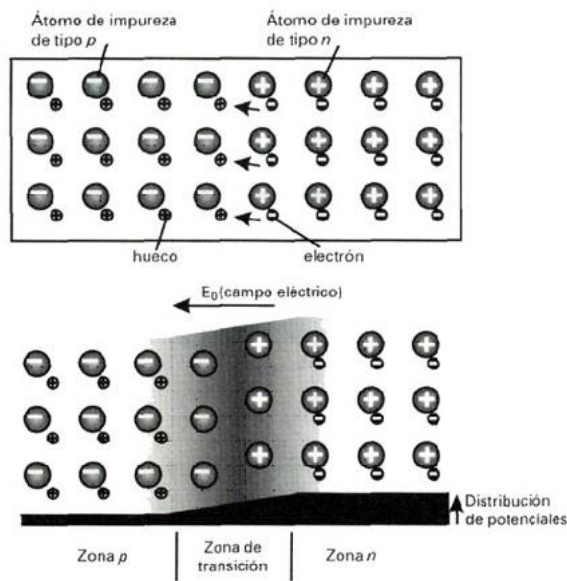 Átomo de impureza
de tipo p
Átomo de impureza
de tipo n
hueco
electrón
E₀(campo eléctrico)
Distribución
de potenciales
Zona p
Zona de
transición
Zona n